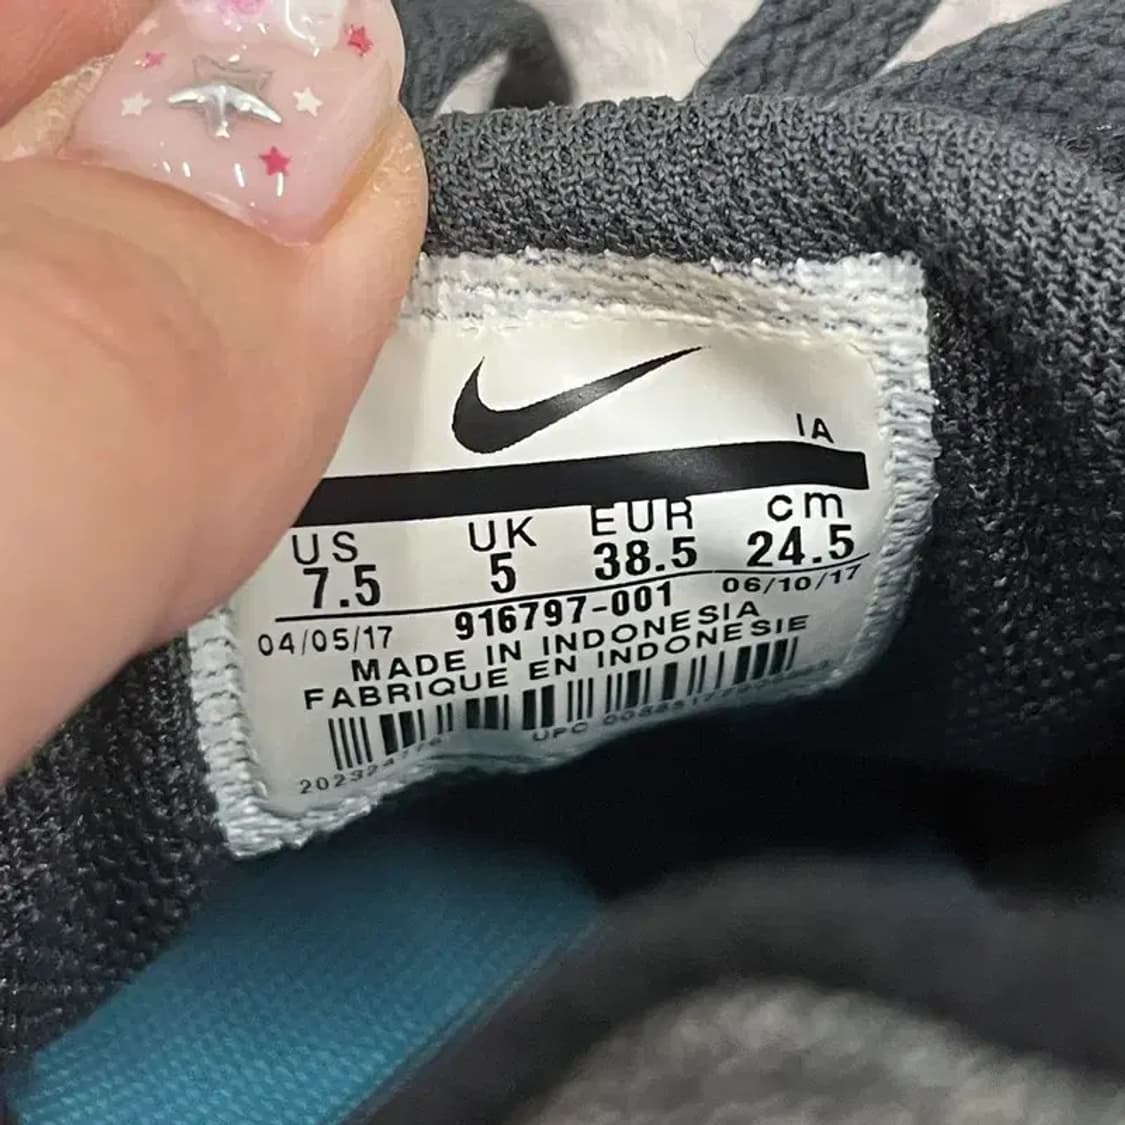 IA
US UK EUR cm
7.5 5 38.5 24.5
04/05/17 916797-001 06/10/17
MADE IN INDONESIA
FABRIQUE EN INDONESIE
UPC